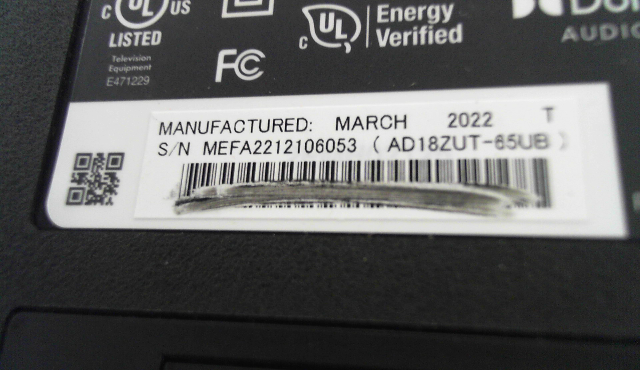 C UL US
LISTED
Television
Equipment
E471229
FC
C UL
Energy
Verified
AUDIO
MANUFACTURED: MARCH 2022 T
S/N MEFA2212106053 (AD18ZUT-65UB)